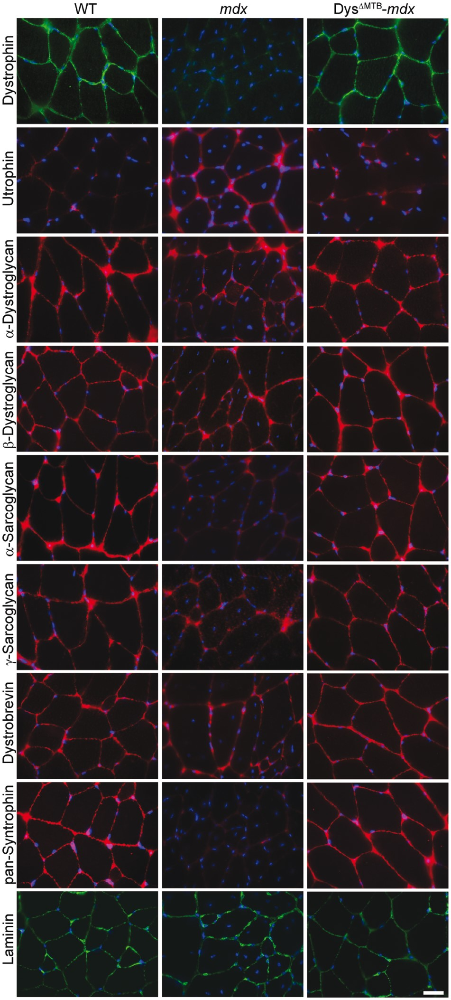 WT mdx Dys^ΔMTB-mdx
Dystrophin
Utrophin
α-Dystroglycan
β-Dystroglycan
α-Sarcoglycan
γ-Sarcoglycan
Dystrobrevin
pan-Syntrophin
Laminin